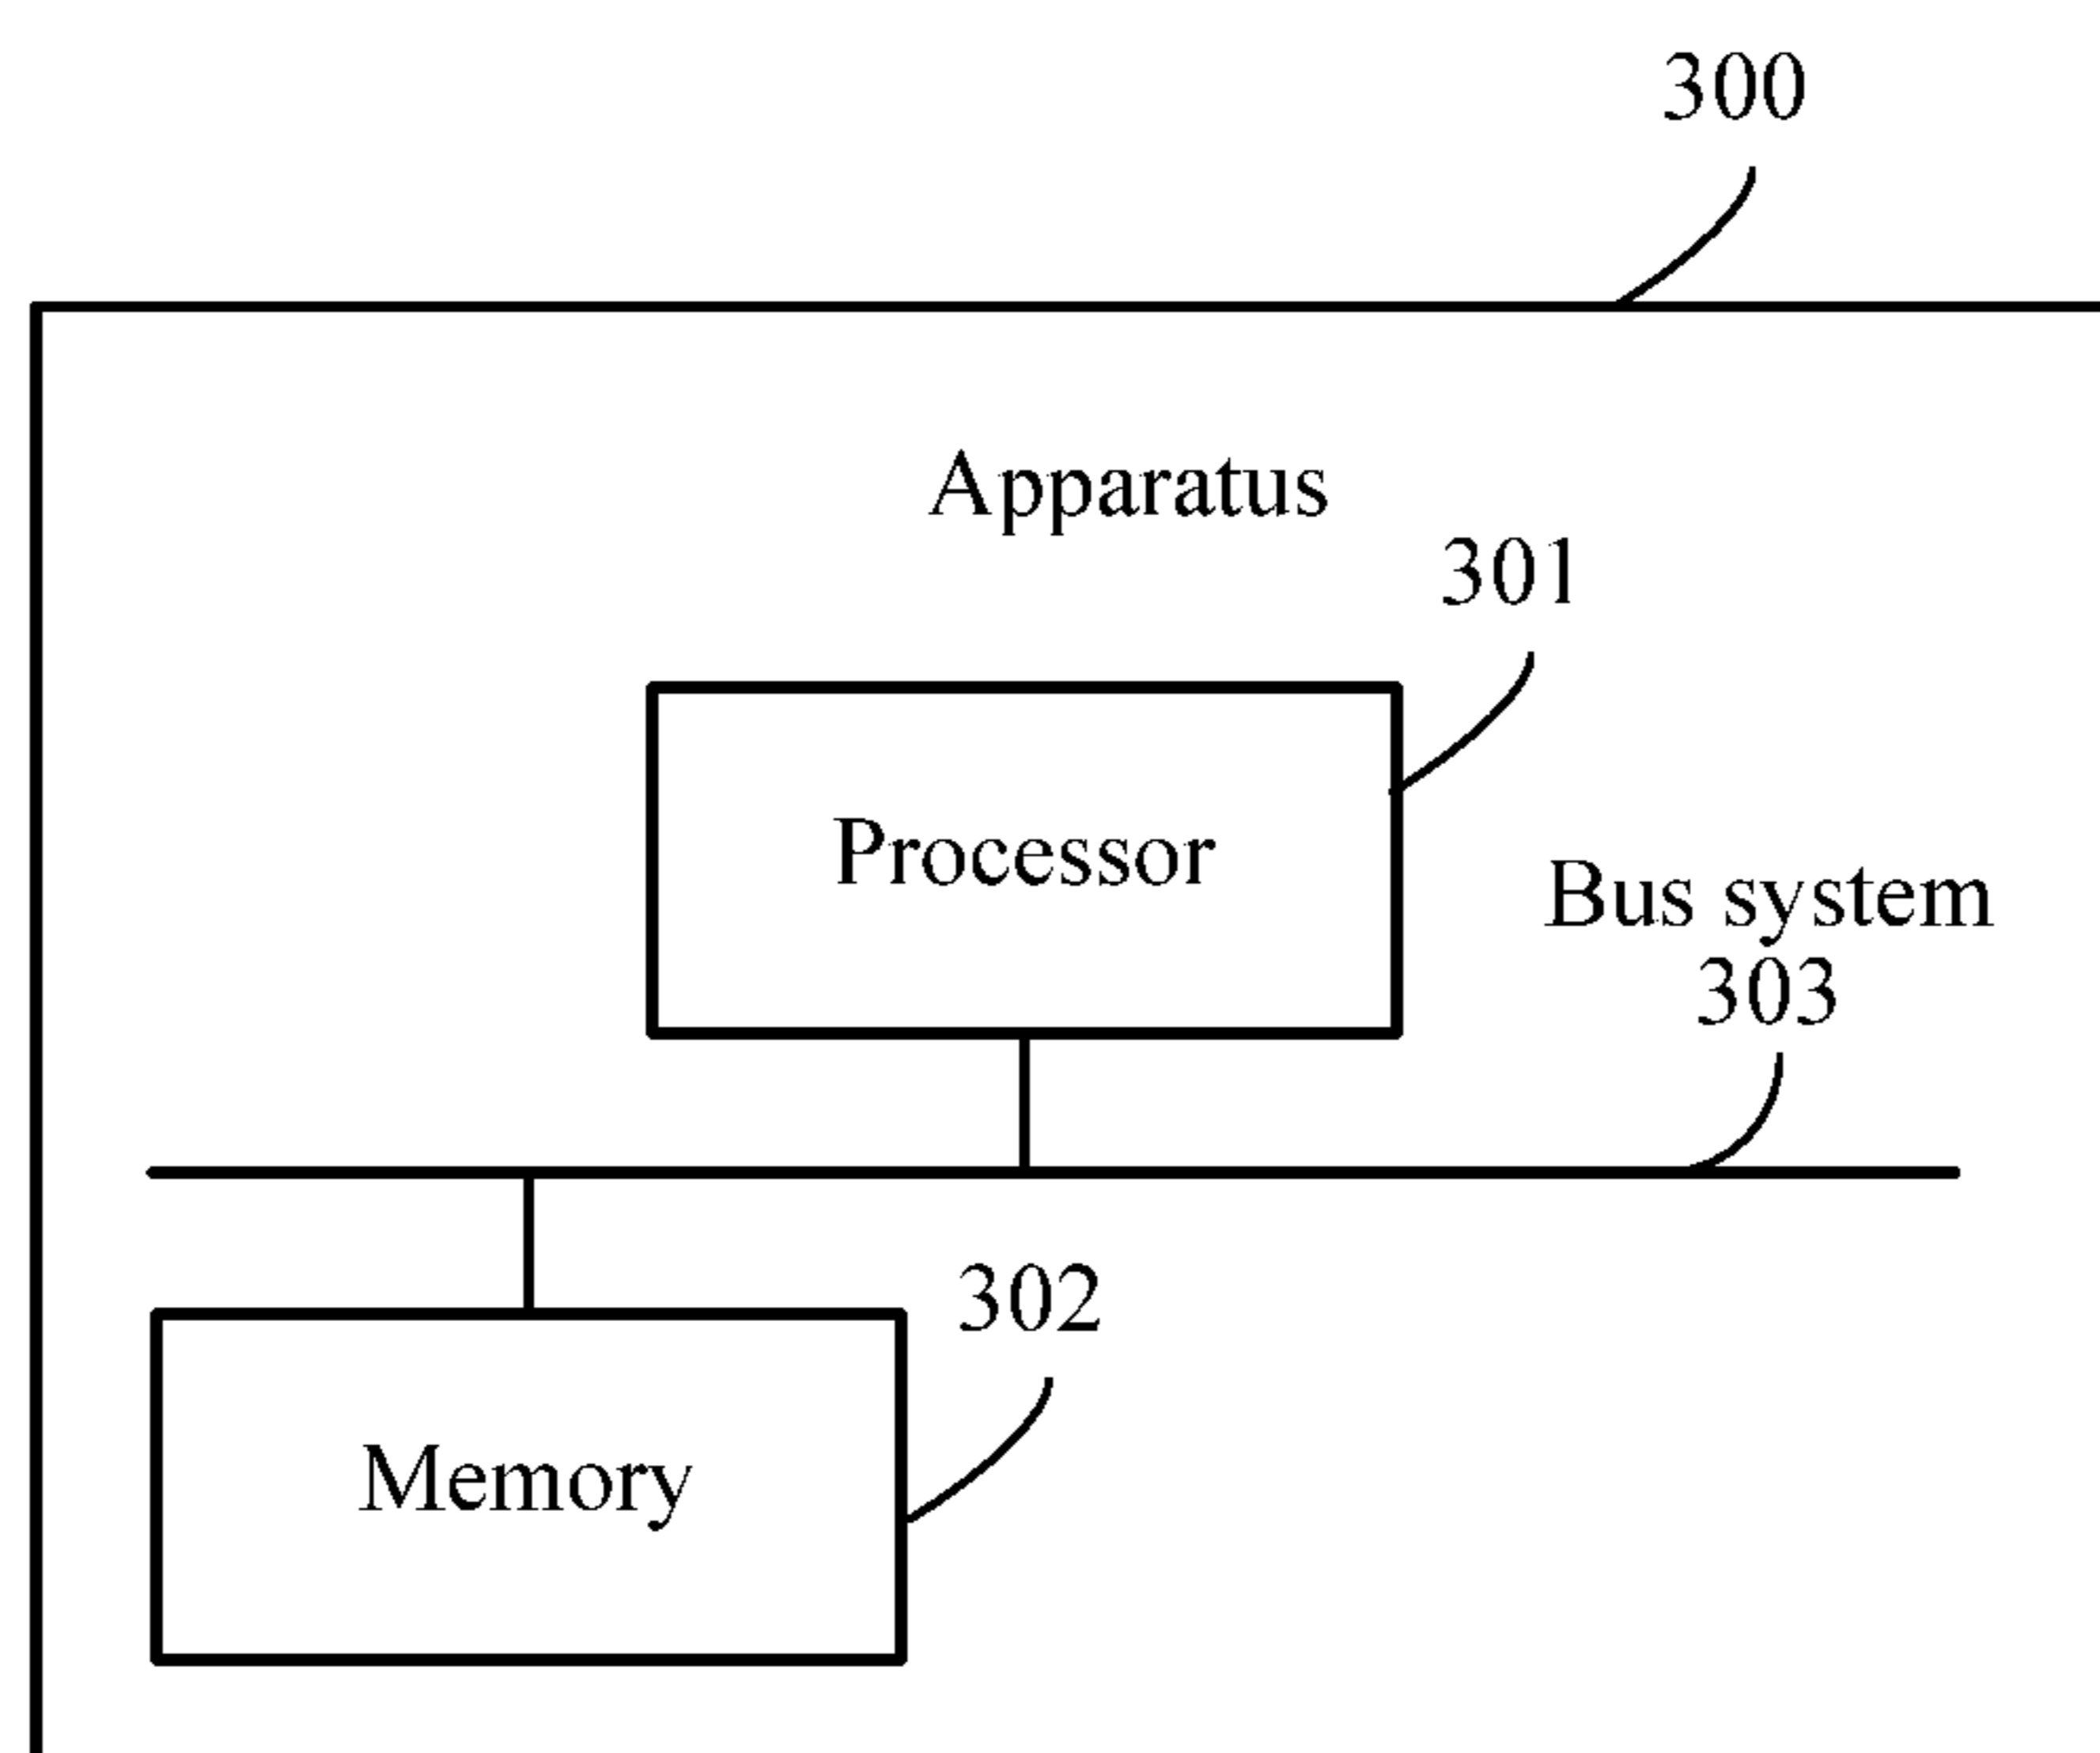 300
Apparatus
301
Processor
Bus system
303
302
Memory